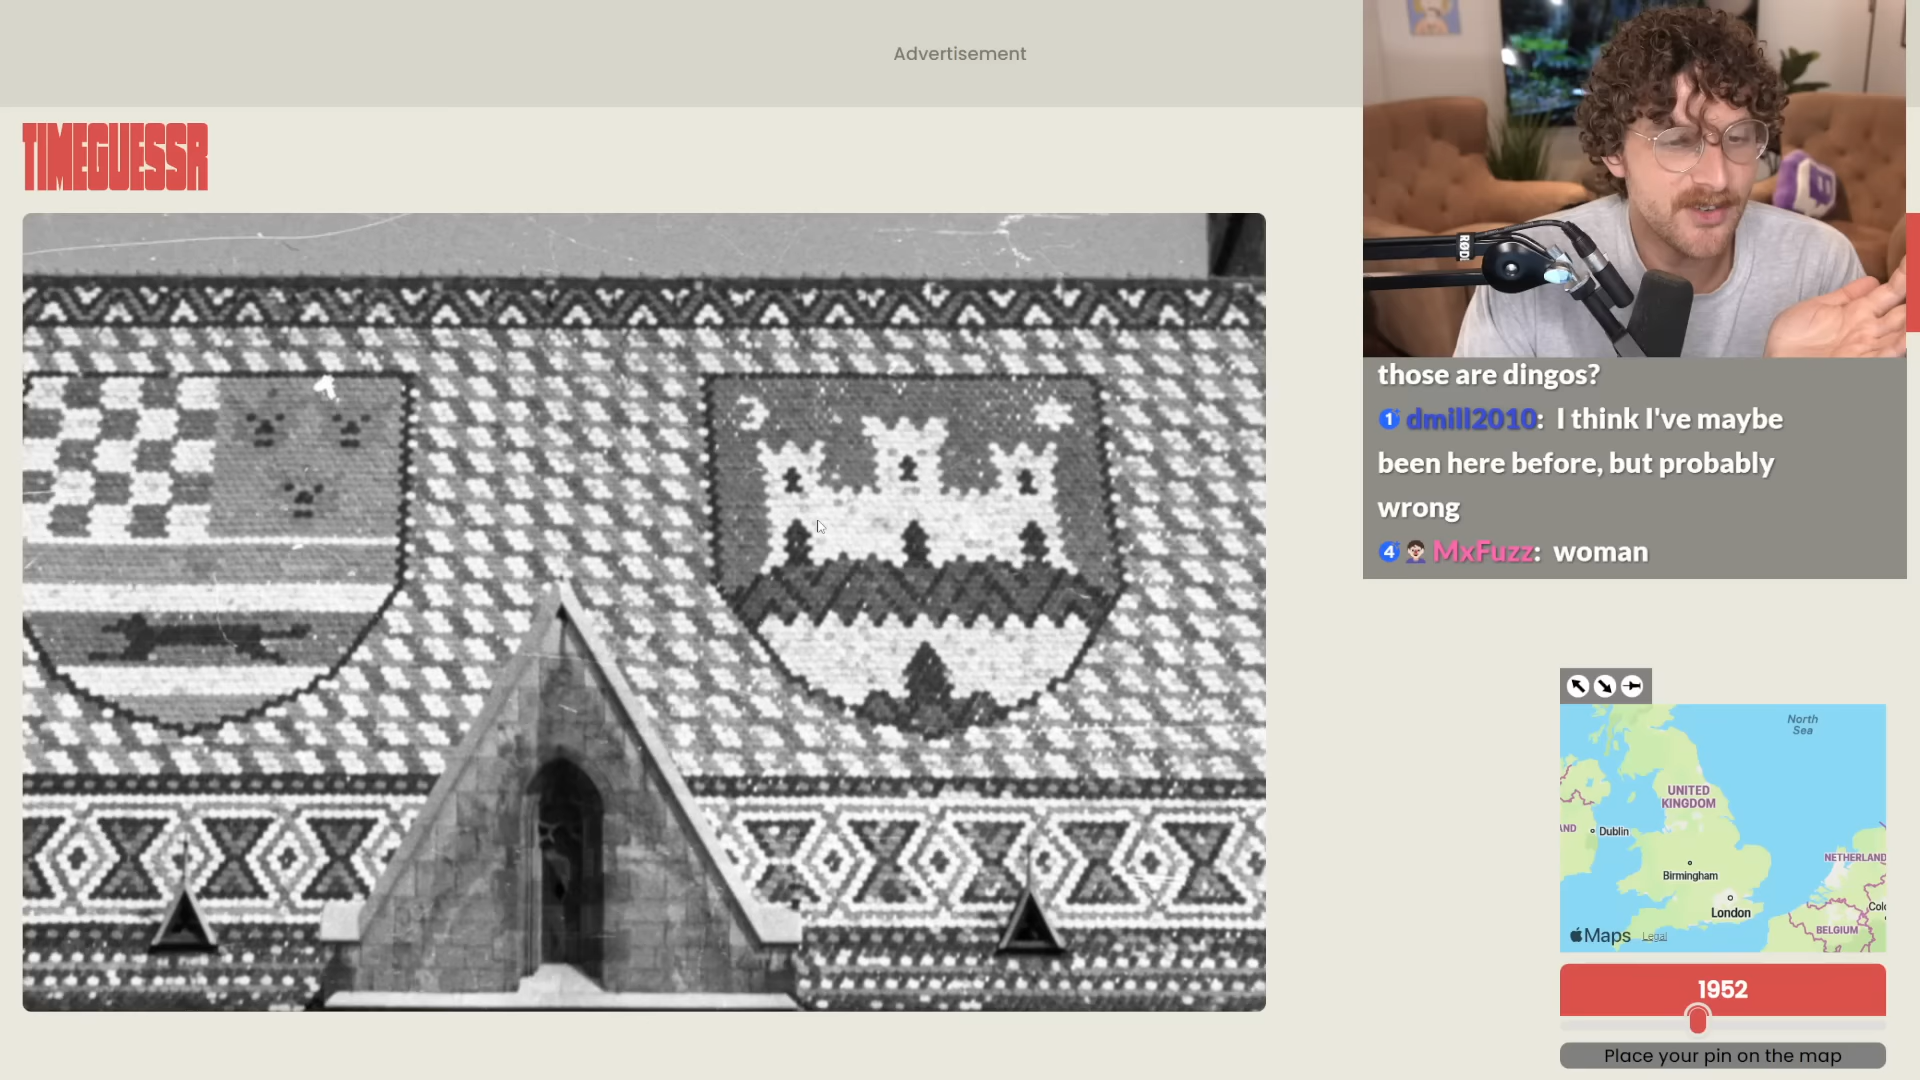 Advertisement
TIMEGUESSR
RØD
those are dingos?
1 dmill2010: I think I've maybe
been here before, but probably
wrong
4 MxFuzz: woman
North
Sea
UNITED
KINGDOM
AND
Dublin
NETHERLAND
Birmingham
Colo
London
BELGIUM
Maps
Legal
1952
Place your pin on the map